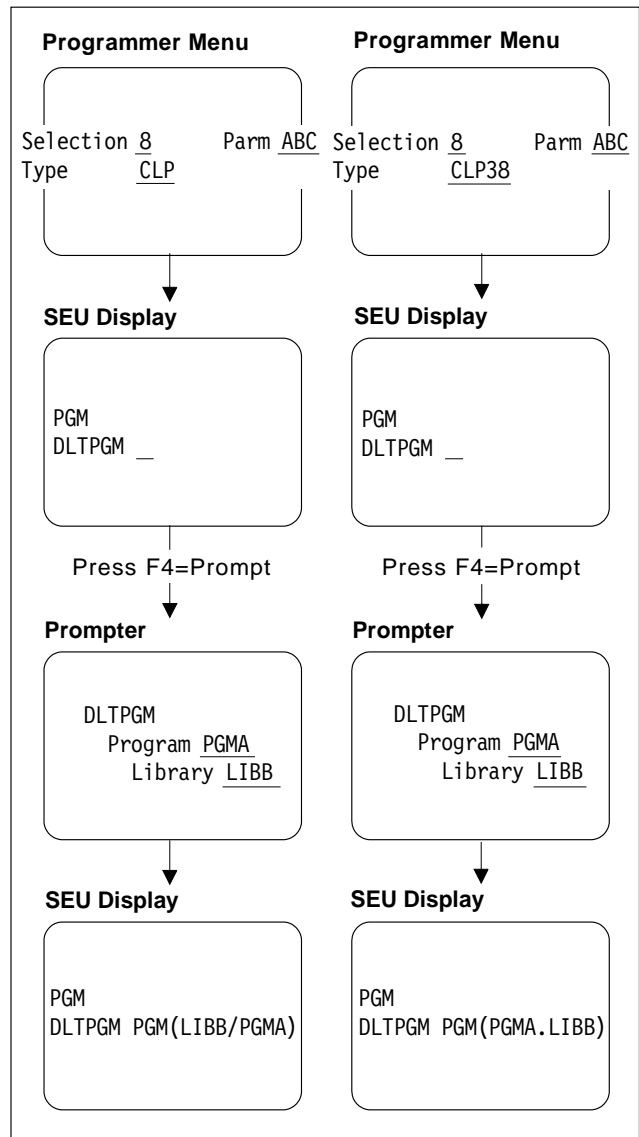 Programmer Menu
Selection 8 Parm ABC
Type CLP
SEU Display
PGM
DLTPGM _
Press F4=Prompt
Prompter
DLTPGM
Program PGMA
Library LIBB
SEU Display
PGM
DLTPGM PGM(LIBB/PGMA)
Programmer Menu
Selection 8 Parm ABC
Type CLP38
SEU Display
PGM
DLTPGM _
Press F4=Prompt
Prompter
DLTPGM
Program PGMA
Library LIBB
SEU Display
PGM
DLTPGM PGM(PGMA.LIBB)